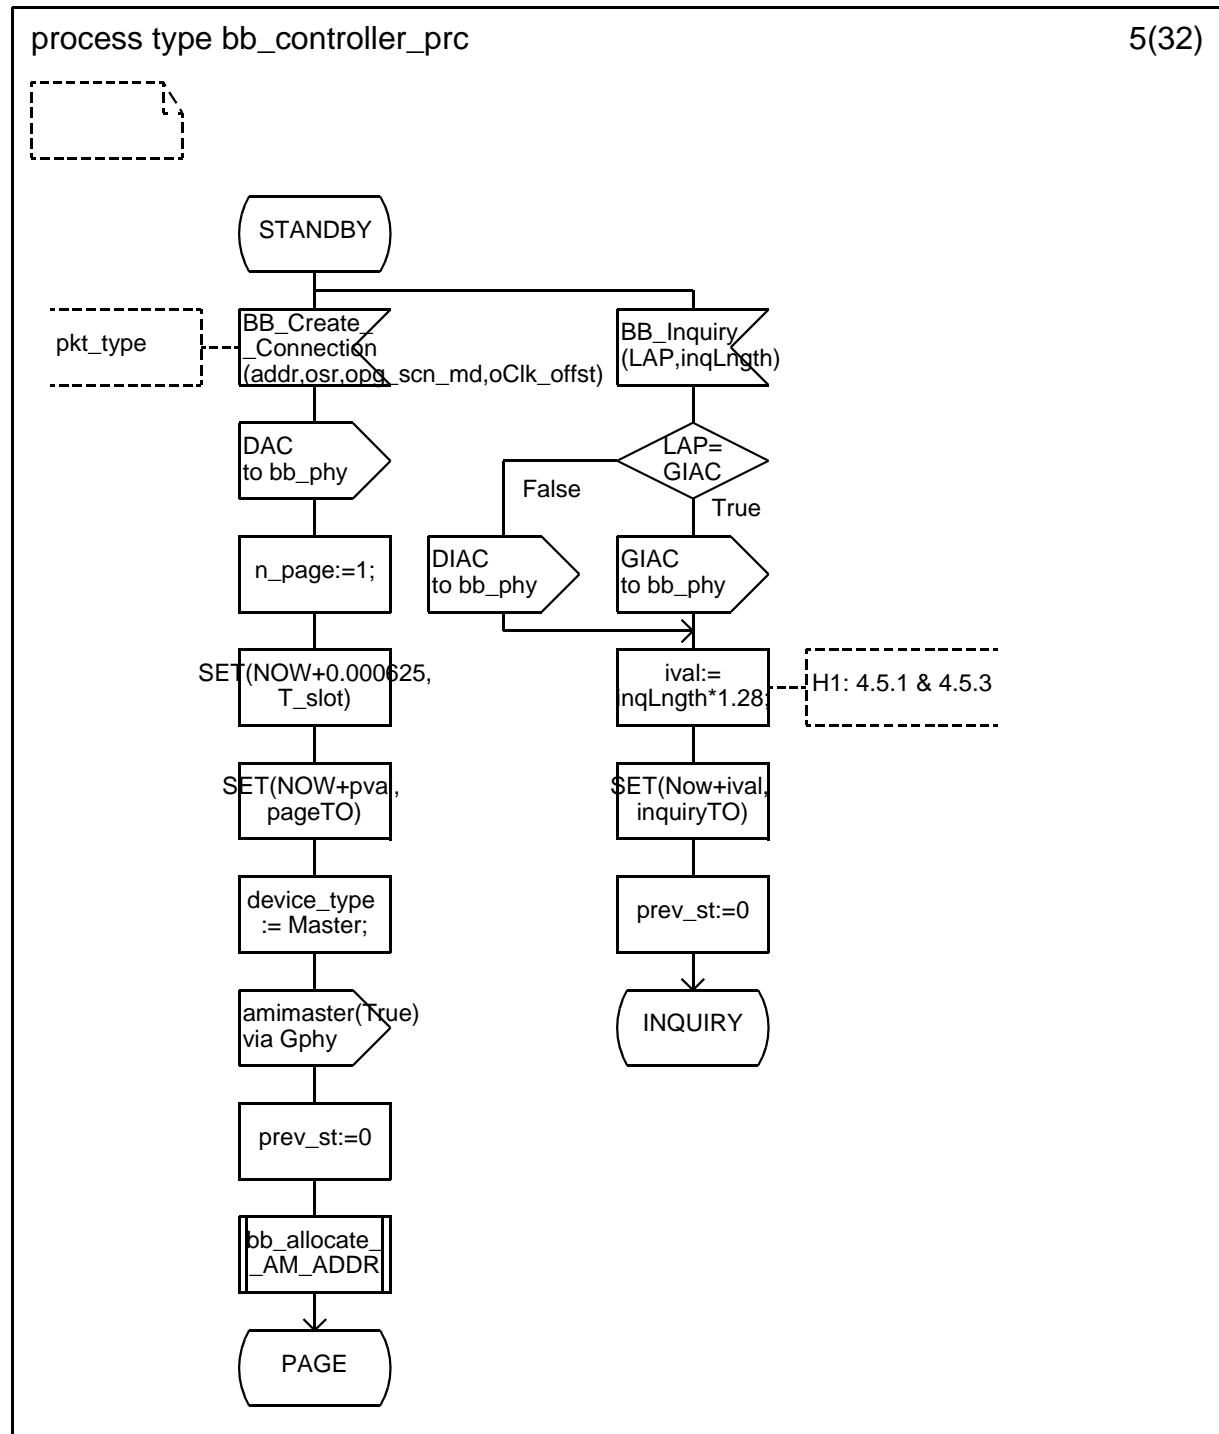 process type bb_controller_prc
5(32)
STANDBY
pkt_type
BB_Create_
_Connection
(addr,osr,opg_scn_md,oClk_offst)
BB_Inquiry
(LAP,inqLngth)
DAC
to bb_phy
LAP=
GIAC
False
True
n_page:=1;
DIAC
to bb_phy
GIAC
to bb_phy
SET(NOW+0.000625,
T_slot)
ival:=
inqLngth*1.28;
H1: 4.5.1 & 4.5.3
SET(NOW+pval,
pageTO)
SET(Now+ival,
inquiryTO)
device_type
:= Master;
prev_st:=0
amimaster(True)
via Gphy
INQUIRY
prev_st:=0
bb_allocate_
_AM_ADDR
PAGE